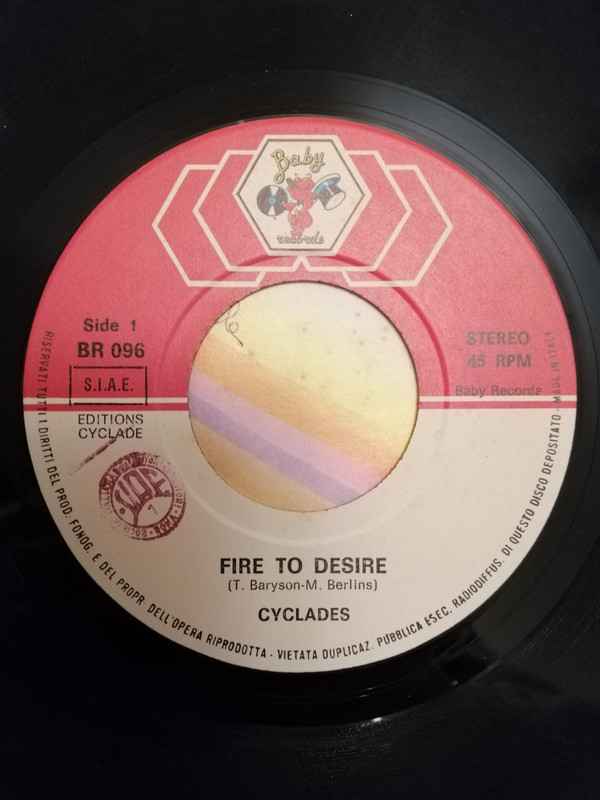 Baby
records
Side 1
BR 096
S.I.A.E.
EDITIONS
CYCLADE
STEREO
45 RPM
Baby Records
FIRE TO DESIRE
(T. Baryson-M. Berlins)
CYCLADES
RISERVATI TUTTI I DIRITTI DEL PROD. FONOG. E DEL PROPR. DELL'OPERA RIPRODOTTA - VIETATA DUPLICAZ. PUBBLICA ESEC. RADIODIFFUS. DI QUESTO DISCO DEPOSITATO - MADE IN ITALY